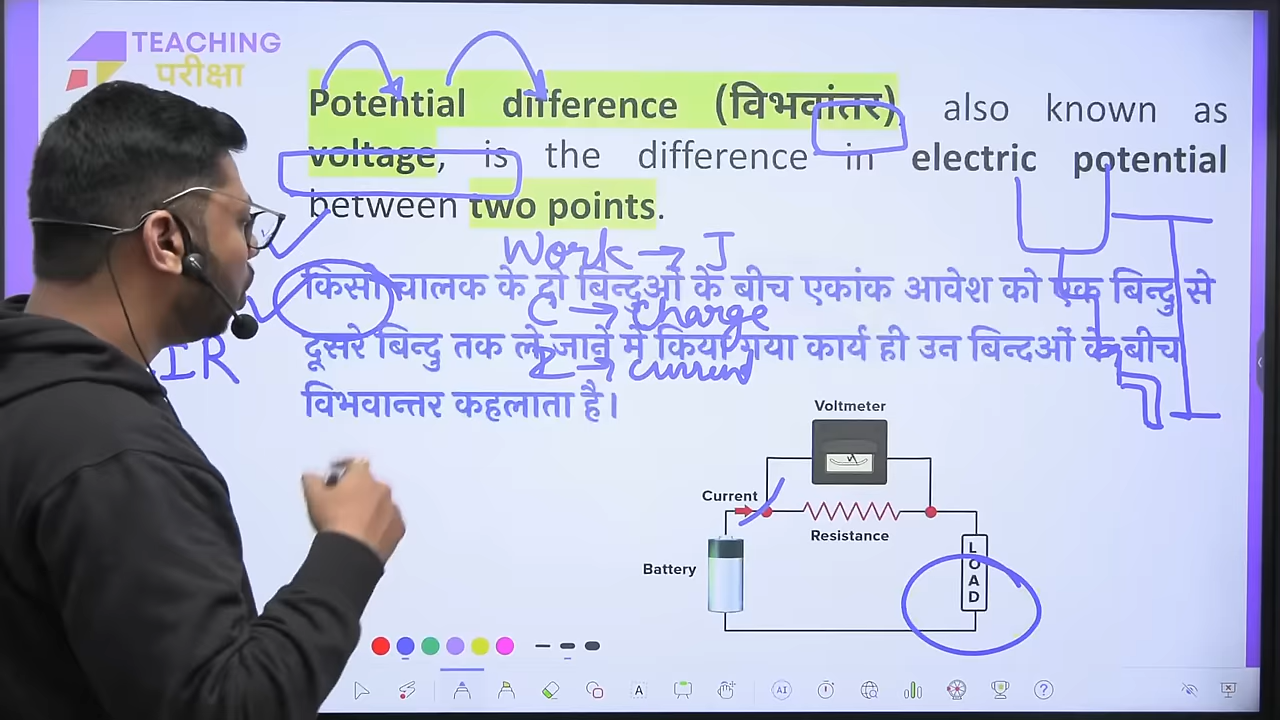 TEACHING
परीक्षा
Potential difference (विभवांतर), also known as
voltage, is the difference in electric potential
between two points.
Work → J
किसी चालक के दो बिन्दुओं के बीच एकांक आवेश को एक बिन्दु से
C → Charge
दूसरे बिन्दु तक ले जाने में किया गया कार्य ही उन बिन्दुओं के बीच
IR
→ current
विभवान्तर कहलाता है।
Voltmeter
Current
Resistance
Battery
LOAD
A
AI
?